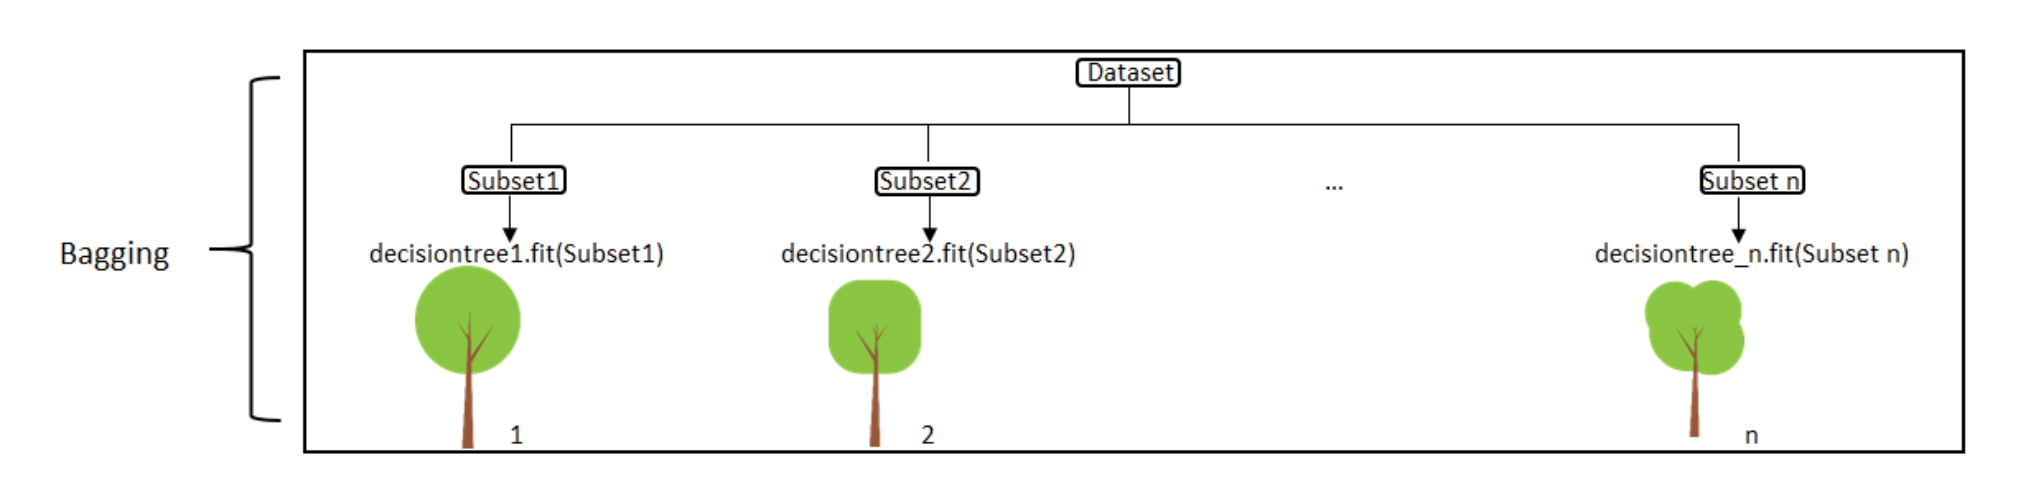 Dataset
Subset1
Subset2
...
Subset n
Bagging
decisiontree1.fit(Subset1)
decisiontree2.fit(Subset2)
decisiontree_n.fit(Subset n)
1
2
n